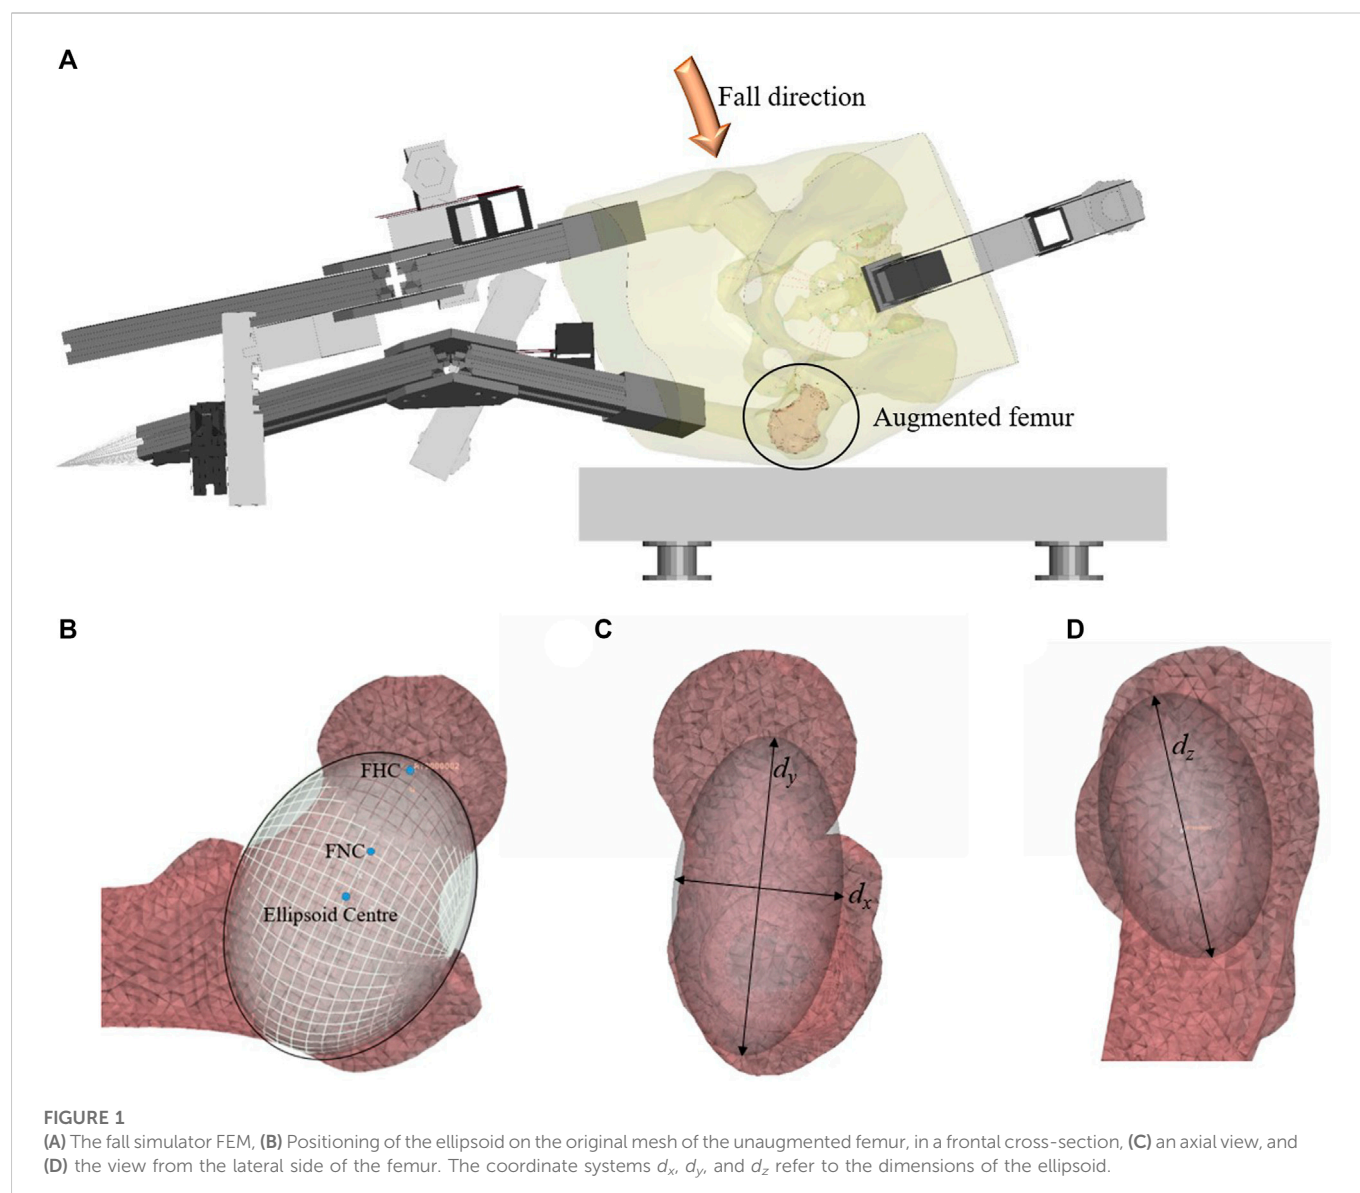 A
Fall direction
Augmented femur
B
C
D
FHC
FNC
Ellipsoid Centre
dy
dx
dz
FIGURE 1
(A) The fall simulator FEM, (B) Positioning of the ellipsoid on the original mesh of the unaugmented femur, in a frontal cross-section, (C) an axial view, and
(D) the view from the lateral side of the femur. The coordinate systems dx, dy, and dz refer to the dimensions of the ellipsoid.